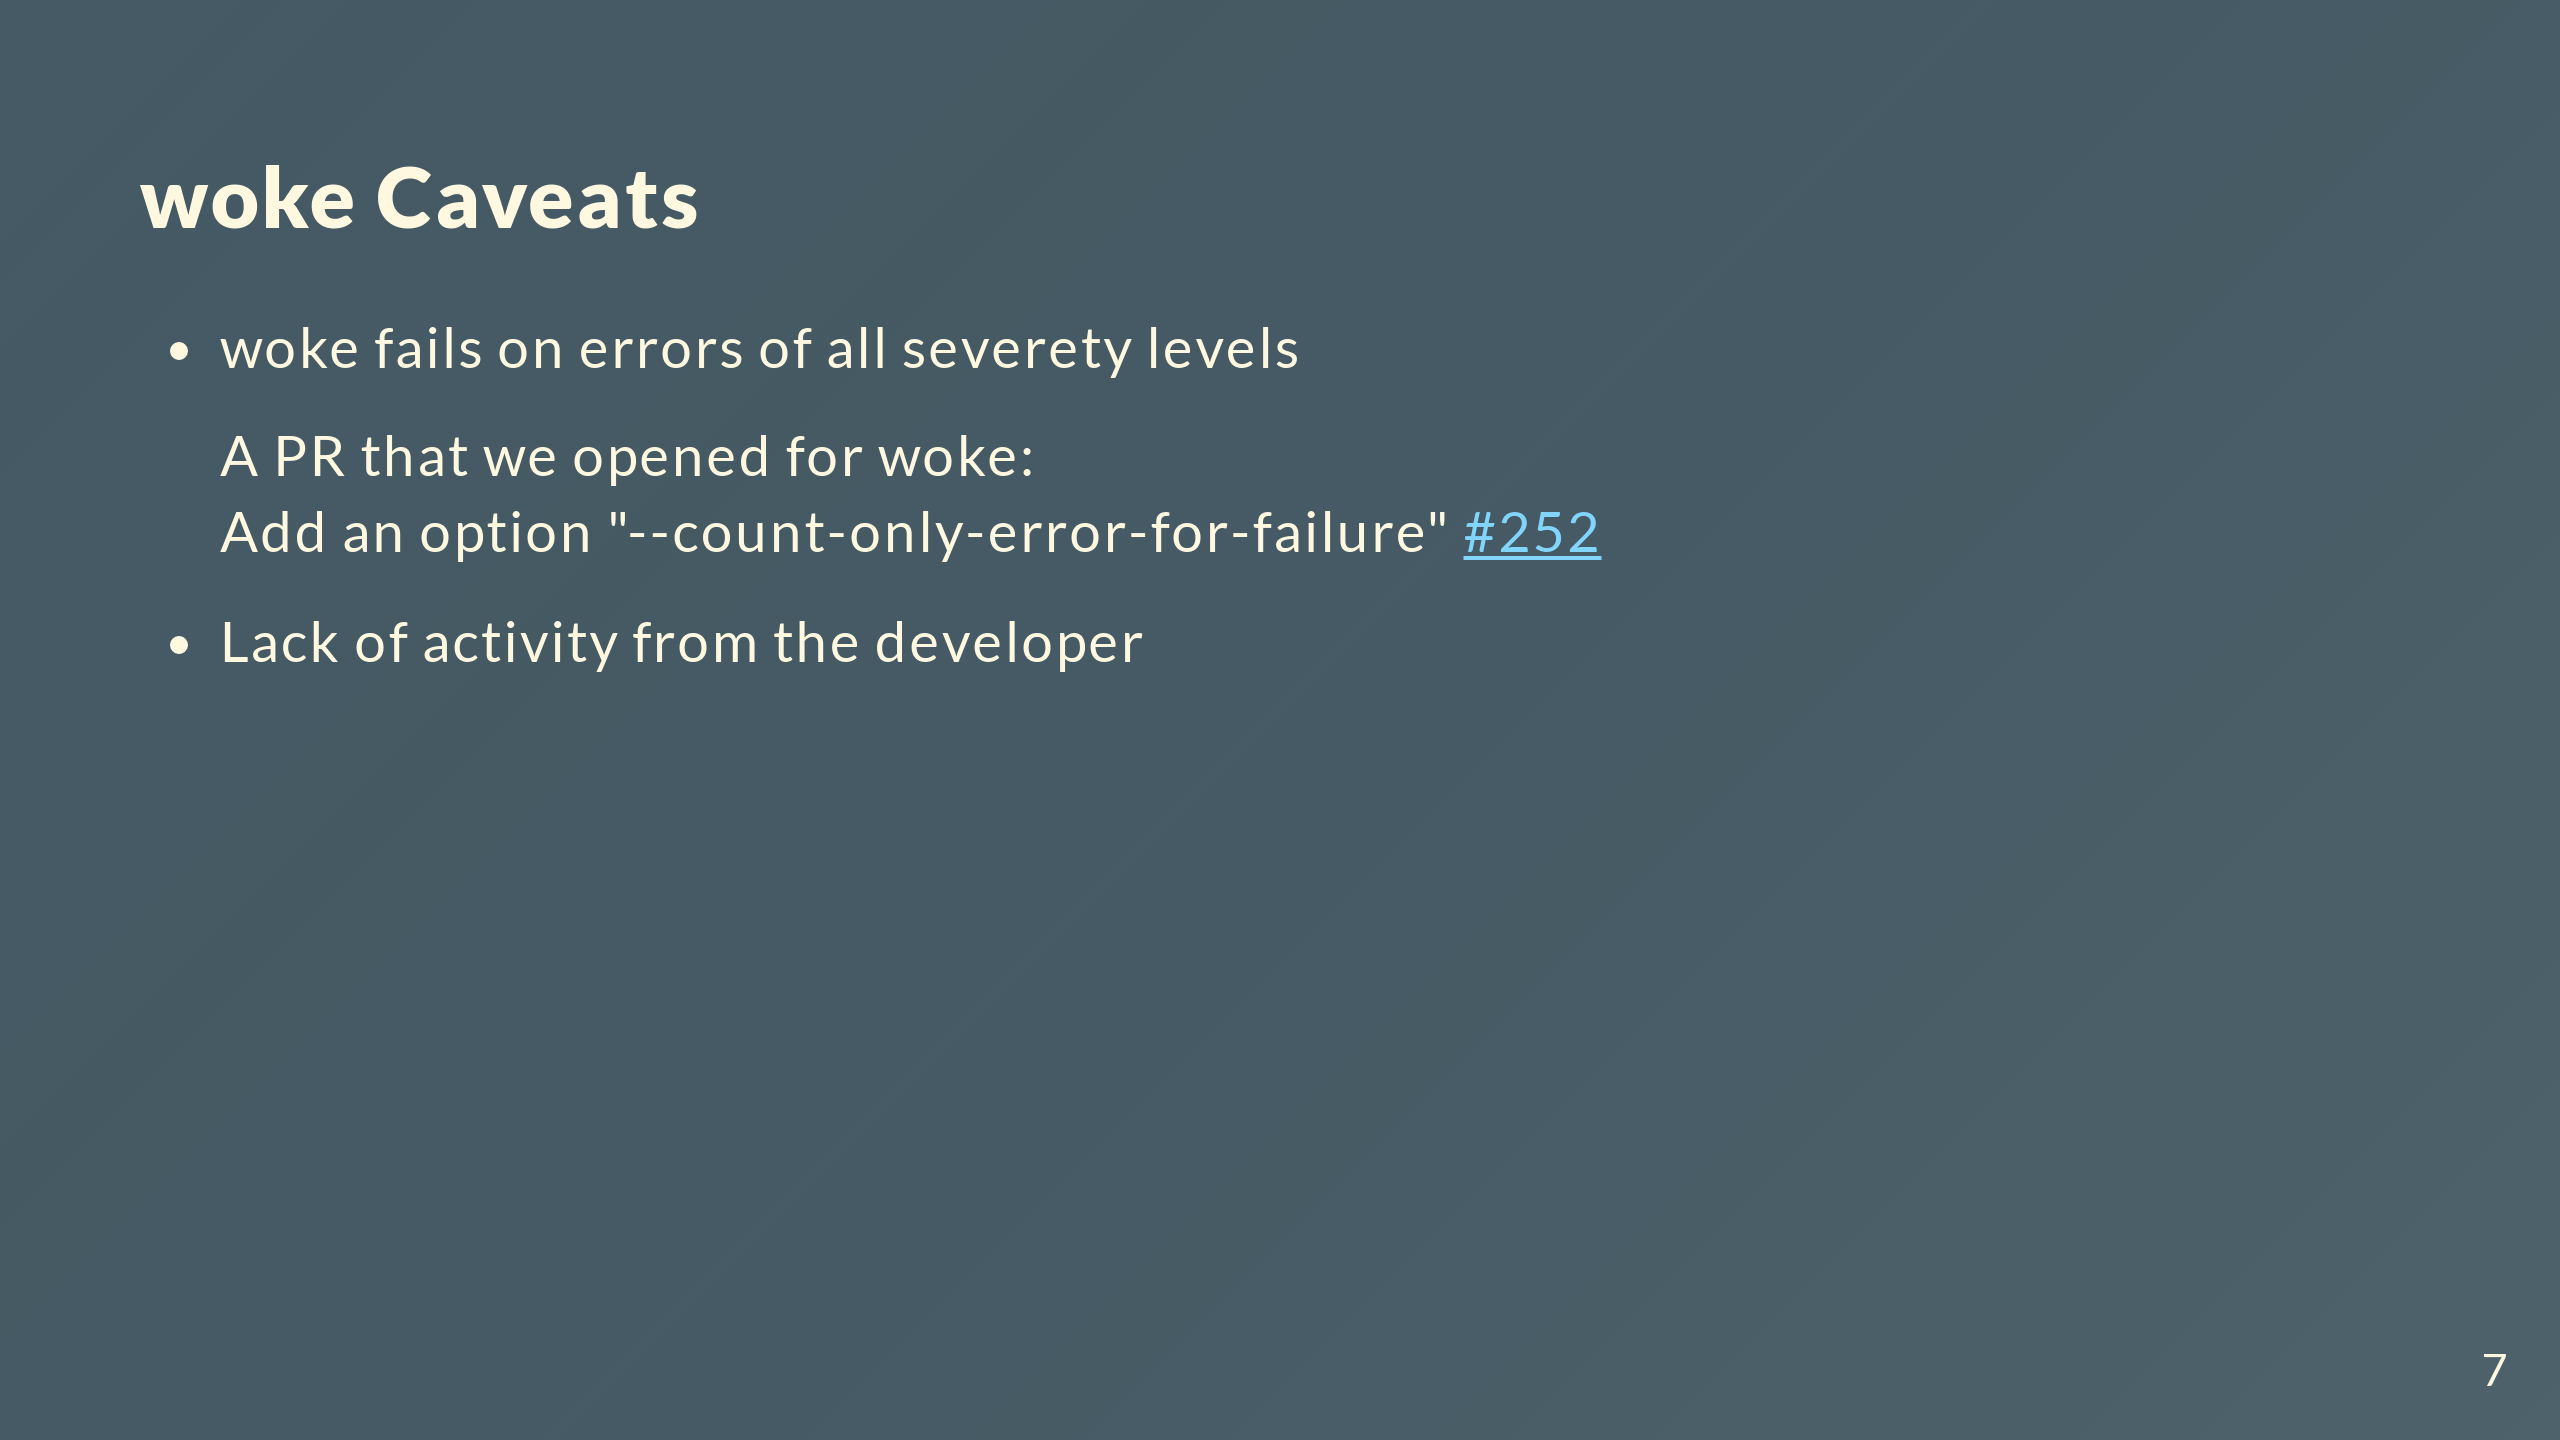 woke Caveats
• woke fails on errors of all severety levels
A PR that we opened for woke:
Add an option "--count-only-error-for-failure" #252
• Lack of activity from the developer
7